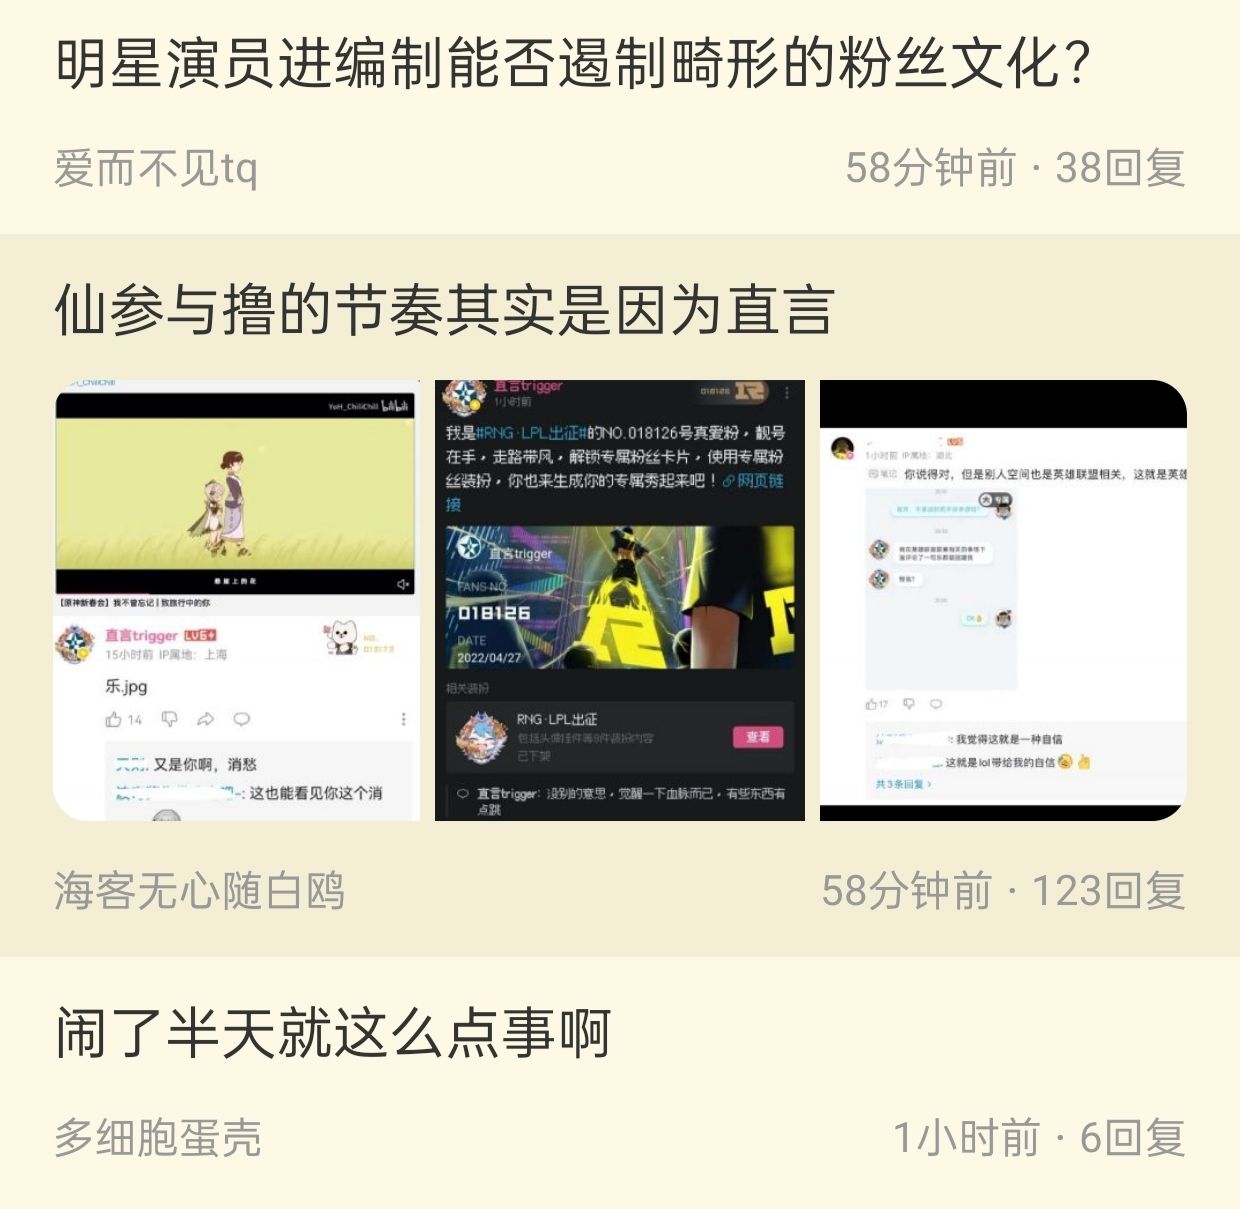 明星演员进编制能否遏制畸形的粉丝文化?
爱而不见tq
58分钟前 · 38回复
仙参与撸的节奏其实是因为直言
YoH_ChiliChill bilibili
悬崖上的花
【原神新春会】我不曾忘记 | 致旅行中的你
直言trigger LV6
15小时前 IP属地：上海
NO.
乐.jpg
14
又是你啊，消愁
: 这也能看见你这个消
直言trigger
1小时前
018126
我是#RNG·LPL出征#的NO.018126号真爱粉，靓号
在手，走路带风，解锁专属粉丝卡片，使用专属粉
丝装扮，你也来生成你的专属秀起来吧！网页链
接
直言trigger
FANS NO.
018126
DATE
2022/04/27
相关装扮
RNG·LPL出征
已下架
查看
直言trigger：没别的意思，觉醒一下血脉而已，有些东西有
点跳
LV6
1小时前 IP属地：湖北
笔记 你说得对，但是别人空间也是英雄联盟相关，这就是英雄
17
: 我觉得这就是一种自信
这就是lol带给我的自信
共3条回复 >
海客无心随白鸥
58分钟前 · 123回复
闹了半天就这么点事啊
多细胞蛋壳
1小时前 · 6回复